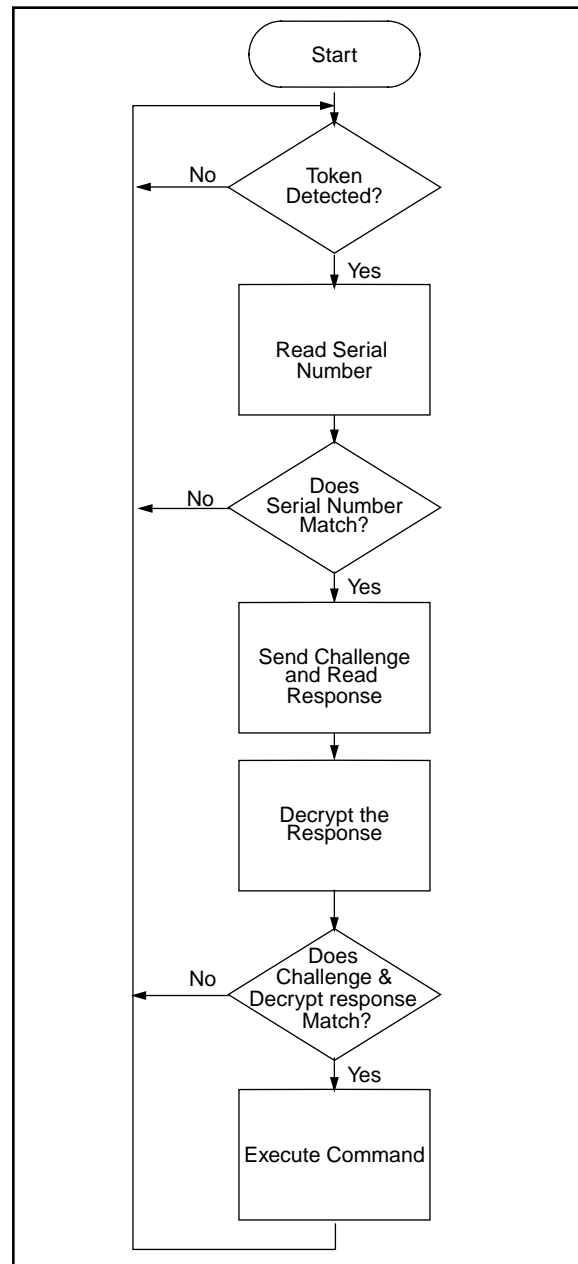 Start
Token
Detected?
No
Yes
Read Serial
Number
Does
Serial Number
Match?
No
Yes
Send Challenge
and Read
Response
Decrypt the
Response
Does
Challenge &
Decrypt response
Match?
No
Yes
Execute Command